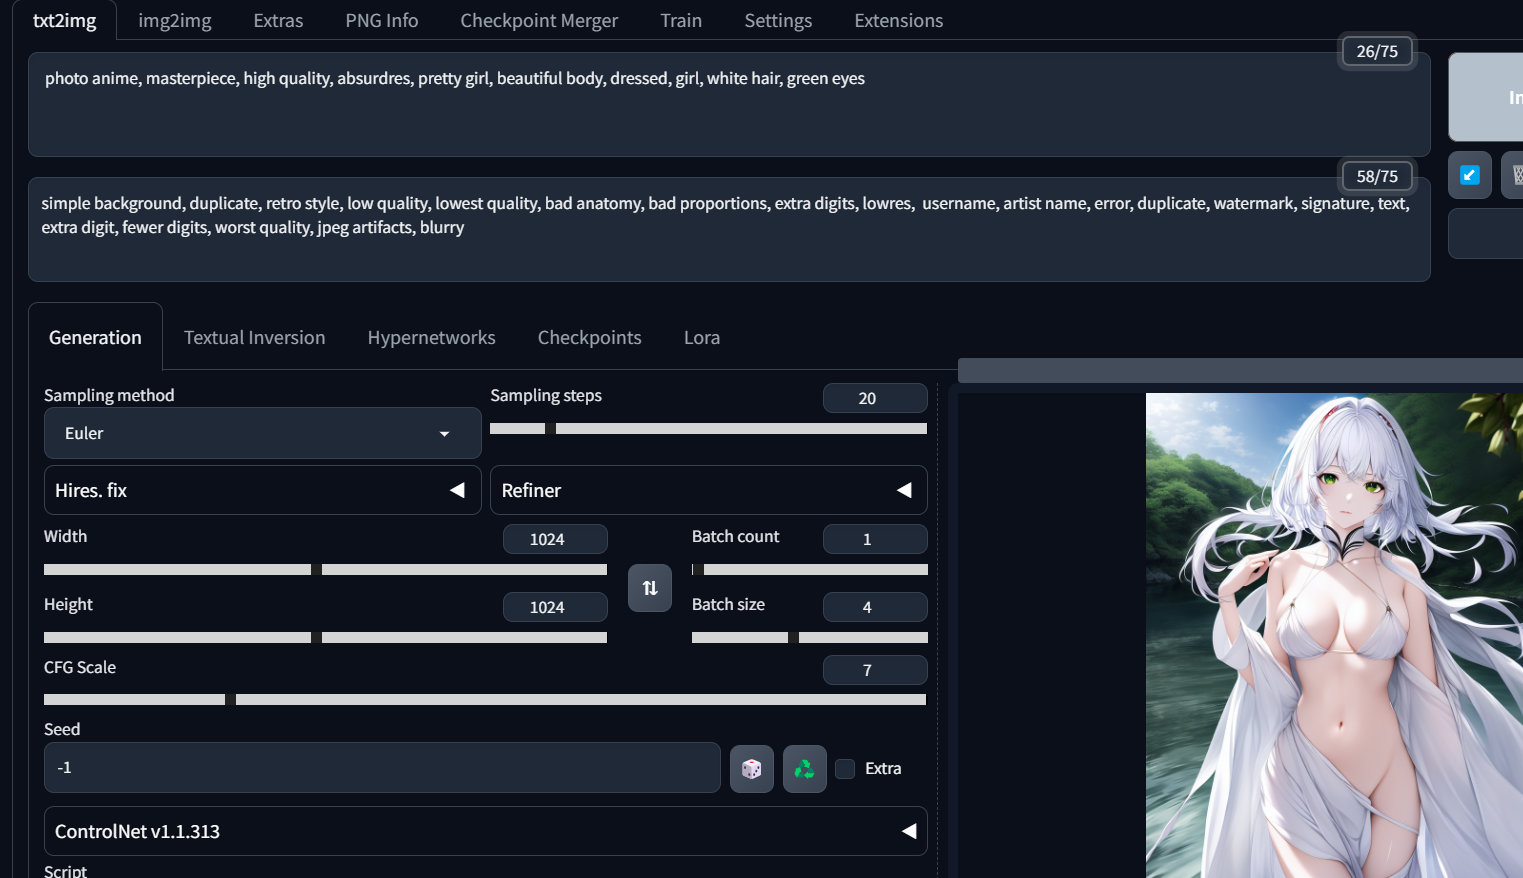 txt2img img2img Extras PNG Info Checkpoint Merger Train Settings Extensions
26/75
photo anime, masterpiece, high quality, absurdres, pretty girl, beautiful body, dressed, girl, white hair, green eyes
58/75
simple background, duplicate, retro style, low quality, lowest quality, bad anatomy, bad proportions, extra digits, lowres,  username, artist name, error, duplicate, watermark, signature, text,
extra digit, fewer digits, worst quality, jpeg artifacts, blurry
Generation Textual Inversion Hypernetworks Checkpoints Lora
Sampling method
Euler
Sampling steps 20
Hires. fix
Refiner
Width 1024
Batch count 1
Height 1024
Batch size 4
CFG Scale 7
Seed
-1
Extra
ControlNet v1.1.313
Script